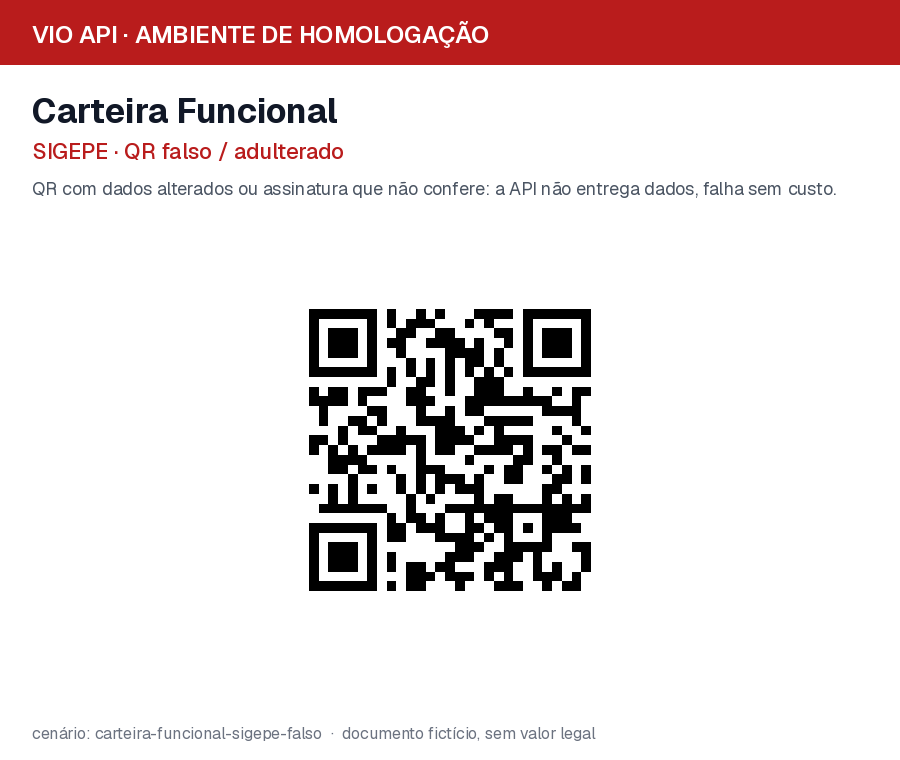 VIO API · AMBIENTE DE HOMOLOGAÇÃO
Carteira Funcional
SIGEPE · QR falso / adulterado
QR com dados alterados ou assinatura que não confere: a API não entrega dados, falha sem custo.
cenário: carteira-funcional-sigepe-falso · documento fictício, sem valor legal